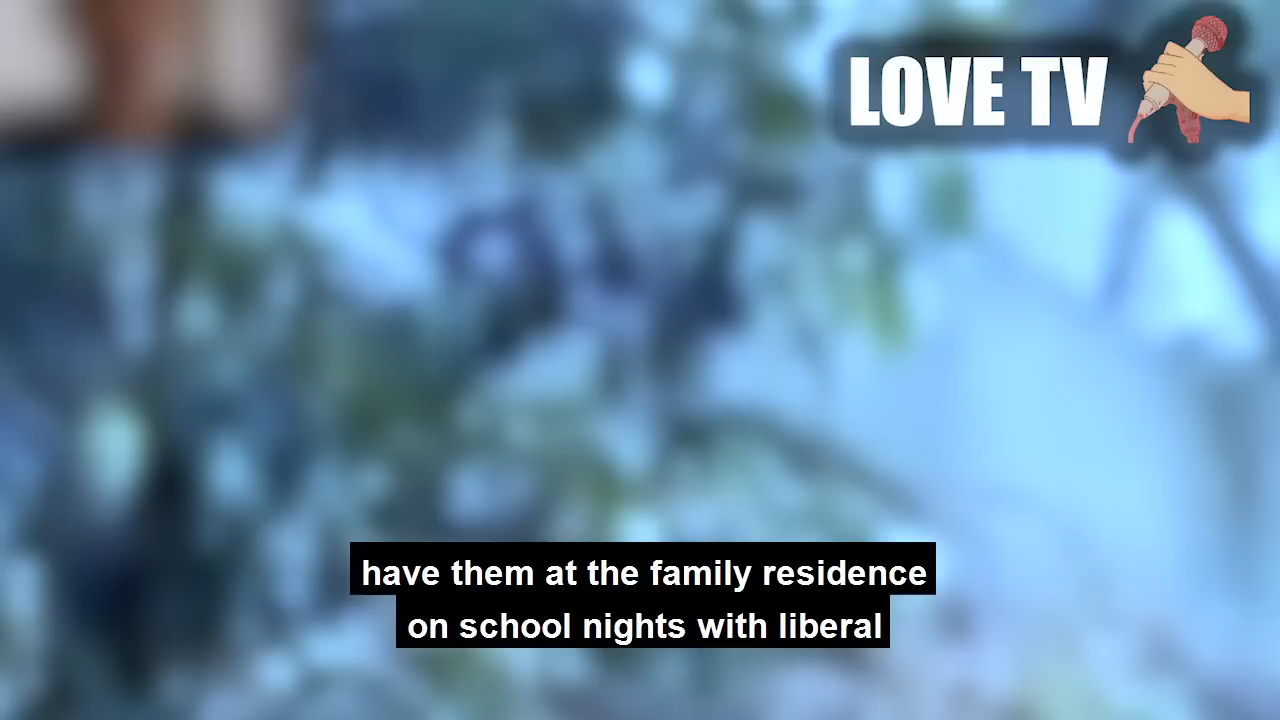 LOVE TV
have them at the family residence
on school nights with liberal